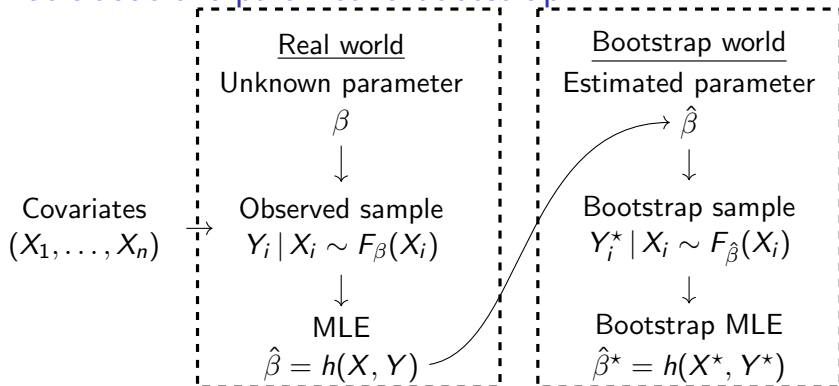 Real world
Unknown parameter
β
Covariates
(X₁, . . . , Xₙ)
Observed sample
Yᵢ | Xᵢ ∼ F_β(Xᵢ)
MLE
β̂ = h(X, Y)
Bootstrap world
Estimated parameter
β̂
Bootstrap sample
Yᵢ⋆ | Xᵢ ∼ F_β̂(Xᵢ)
Bootstrap MLE
β̂⋆ = h(X⋆, Y⋆)